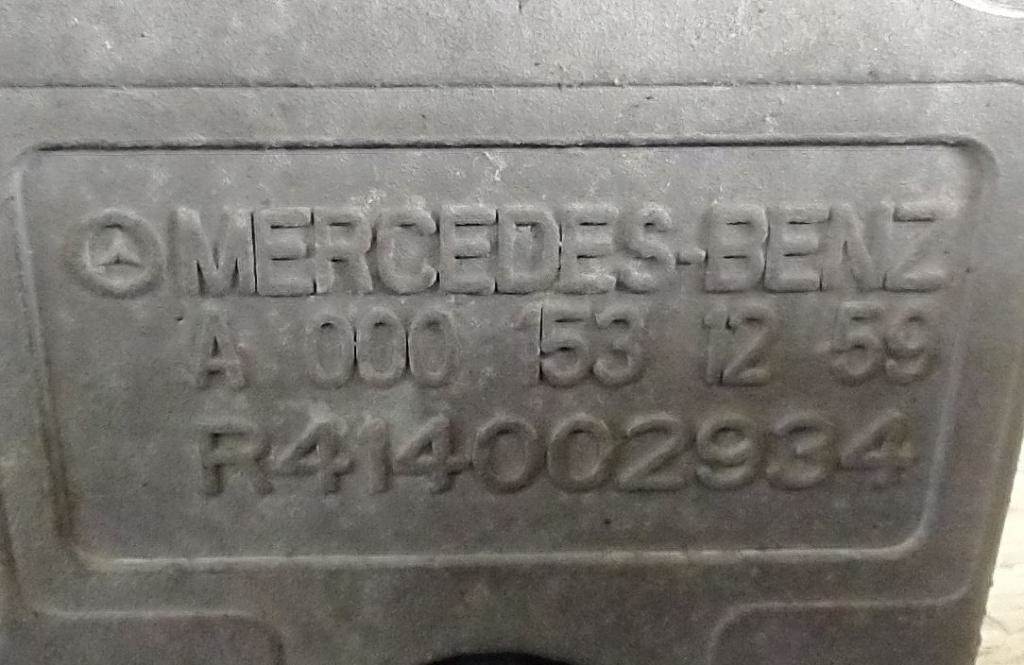 MERCEDES-BENZ
A 000 153 12 59
R414002934